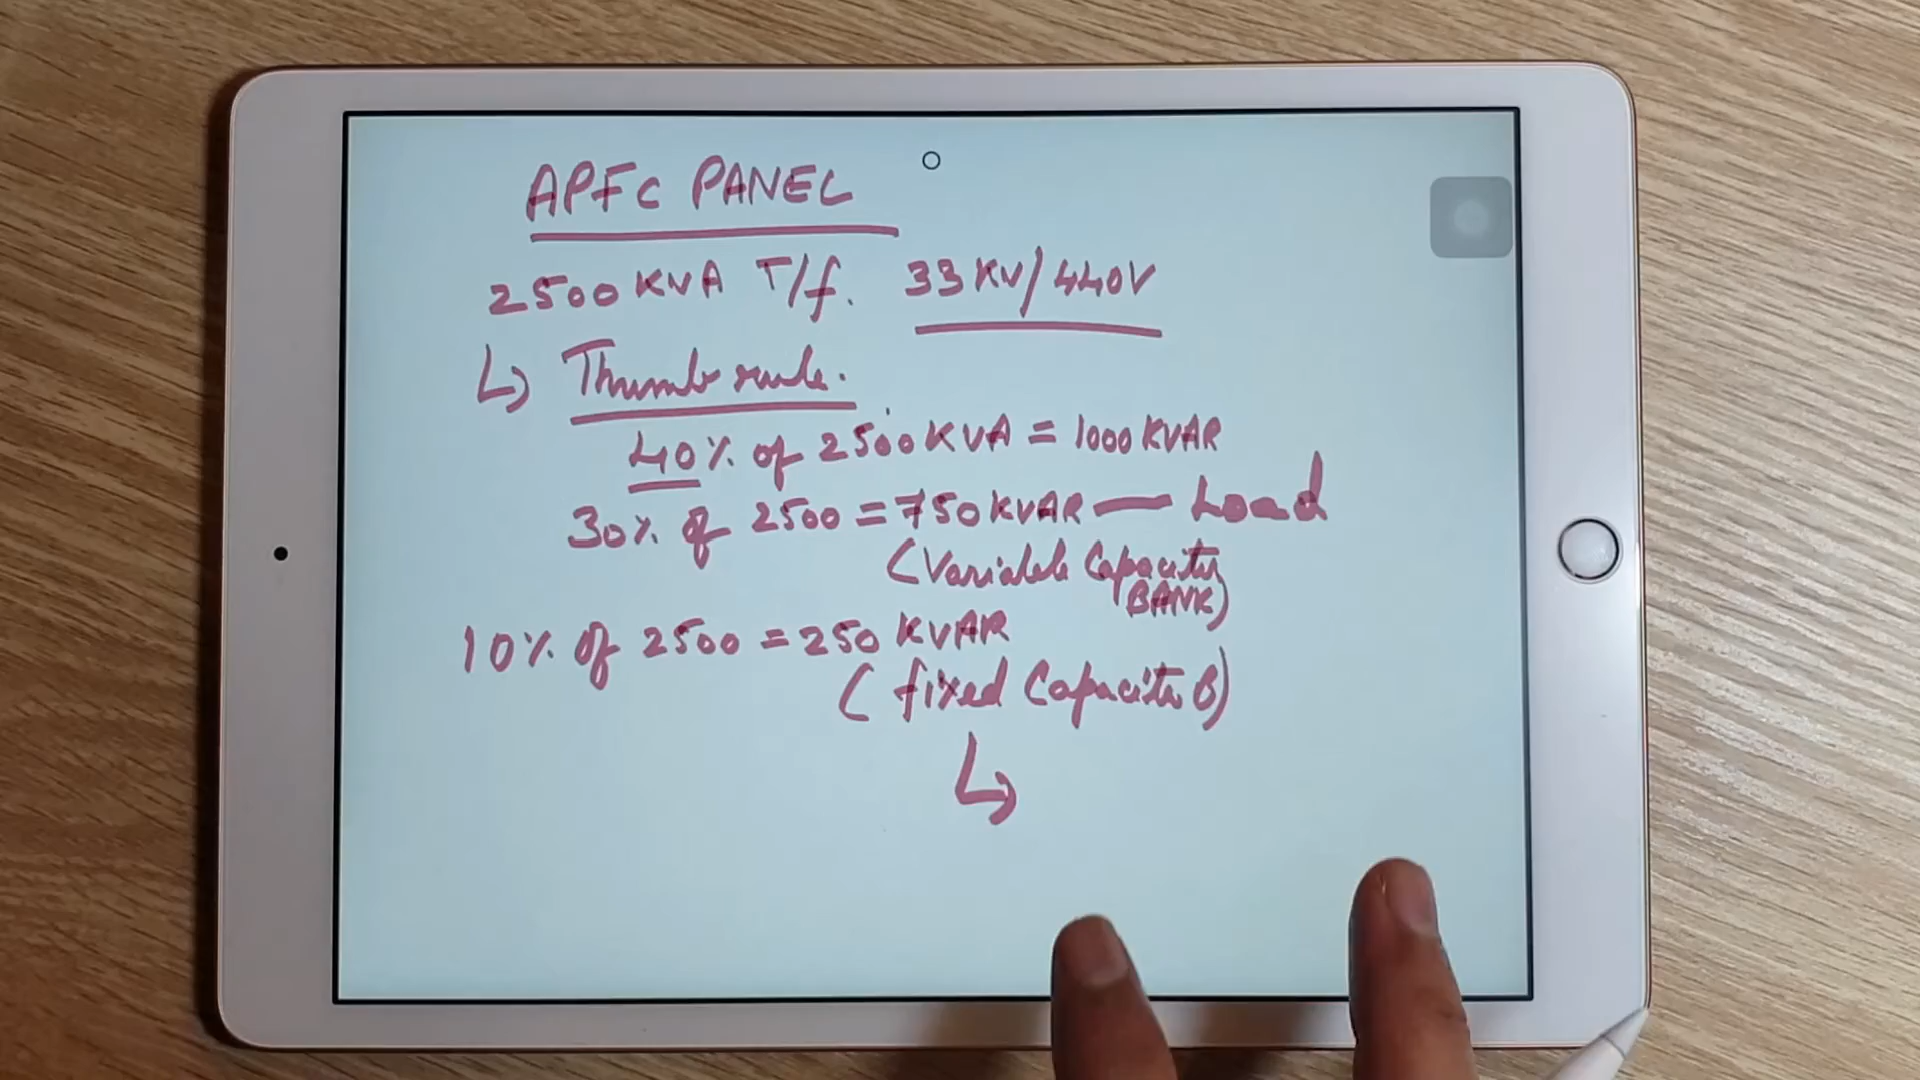 APFC PANEL
2500 KVA T/f. 33 KV/440V
↳ Thumb rule.
40% of 2500 KVA = 1000 KVAR
30% of 2500 = 750 KVAR — Load
(Variable Capacitor
BANK)
10% of 2500 = 250 KVAR
(fixed Capacitor B)
↳